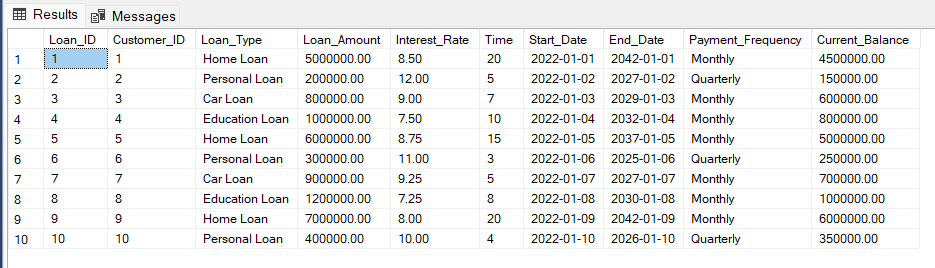 Results Messages
Loan_ID Customer_ID Loan_Type Loan_Amount Interest_Rate Time Start_Date End_Date Payment_Frequency Current_Balance
1 1 1 Home Loan 5000000.00 8.50 20 2022-01-01 2042-01-01 Monthly 4500000.00
2 2 2 Personal Loan 200000.00 12.00 5 2022-01-02 2027-01-02 Quarterly 150000.00
3 3 3 Car Loan 800000.00 9.00 7 2022-01-03 2029-01-03 Monthly 600000.00
4 4 4 Education Loan 1000000.00 7.50 10 2022-01-04 2032-01-04 Monthly 800000.00
5 5 5 Home Loan 6000000.00 8.75 15 2022-01-05 2037-01-05 Monthly 5000000.00
6 6 6 Personal Loan 300000.00 11.00 3 2022-01-06 2025-01-06 Quarterly 250000.00
7 7 7 Car Loan 900000.00 9.25 5 2022-01-07 2027-01-07 Monthly 700000.00
8 8 8 Education Loan 1200000.00 7.25 8 2022-01-08 2030-01-08 Monthly 1000000.00
9 9 9 Home Loan 7000000.00 8.00 20 2022-01-09 2042-01-09 Monthly 6000000.00
10 10 10 Personal Loan 400000.00 10.00 4 2022-01-10 2026-01-10 Quarterly 350000.00